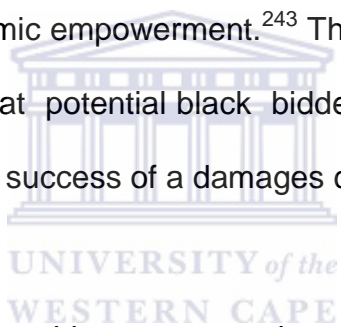 mic empowerment.²⁴³ Th
at potential black bidde
success of a damages c
UNIVERSITY of the
WESTERN CAPE